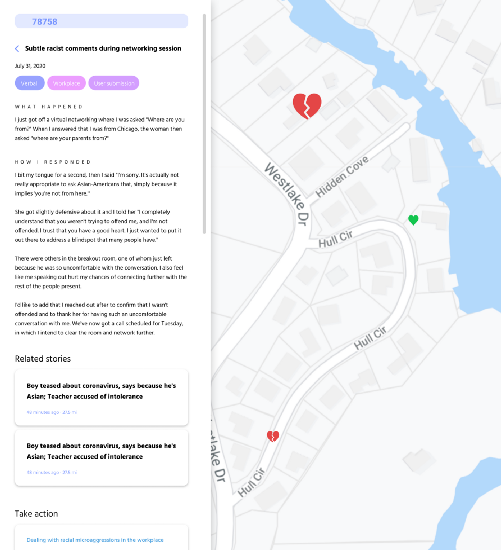 78758
Subtle racist comments during networking session
July 31, 2020
Verbal
Workplace
User submission
WHAT HAPPENED
I just got off a virtual networking where I was asked "Where are you
from?" When I answered that I was from Chicago, the woman then
asked "where are your parents from?"
HOW I RESPONDED
I bit my tongue for a second, then I said "I'm sorry. It's actually not
really appropriate to ask Asian-Americans that, simply because it
implies you're not from here."
She got slightly defensive about it and I told her "I completely
understand that you weren't trying to offend me, and I'm not
offended. I trust that you have a good heart. I just wanted to put it
out there to address a blindspot that many people have."
There were others in the breakout room, one of whom just left
because he was so uncomfortable with the conversation. I also feel
like me speaking out hurt my chances of connecting further with the
rest of the people present.
I'd like to add that I reached out after to confirm that I wasn't
offended and to thank her for having such an uncomfortable
conversation with me. We've now got a call scheduled for Tuesday,
in which I intend to clear the room and network further.
Related stories
Boy teased about coronavirus, says because he's
Asian; Teacher accused of intolerance
Boy teased about coronavirus, says because he's
Asian; Teacher accused of intolerance
Take action
Dealing with racial microaggressions in the workplace
Westlake Dr
Hidden Cove
Hull Cir
Hull Cir
Westlake Dr
Hull Cir